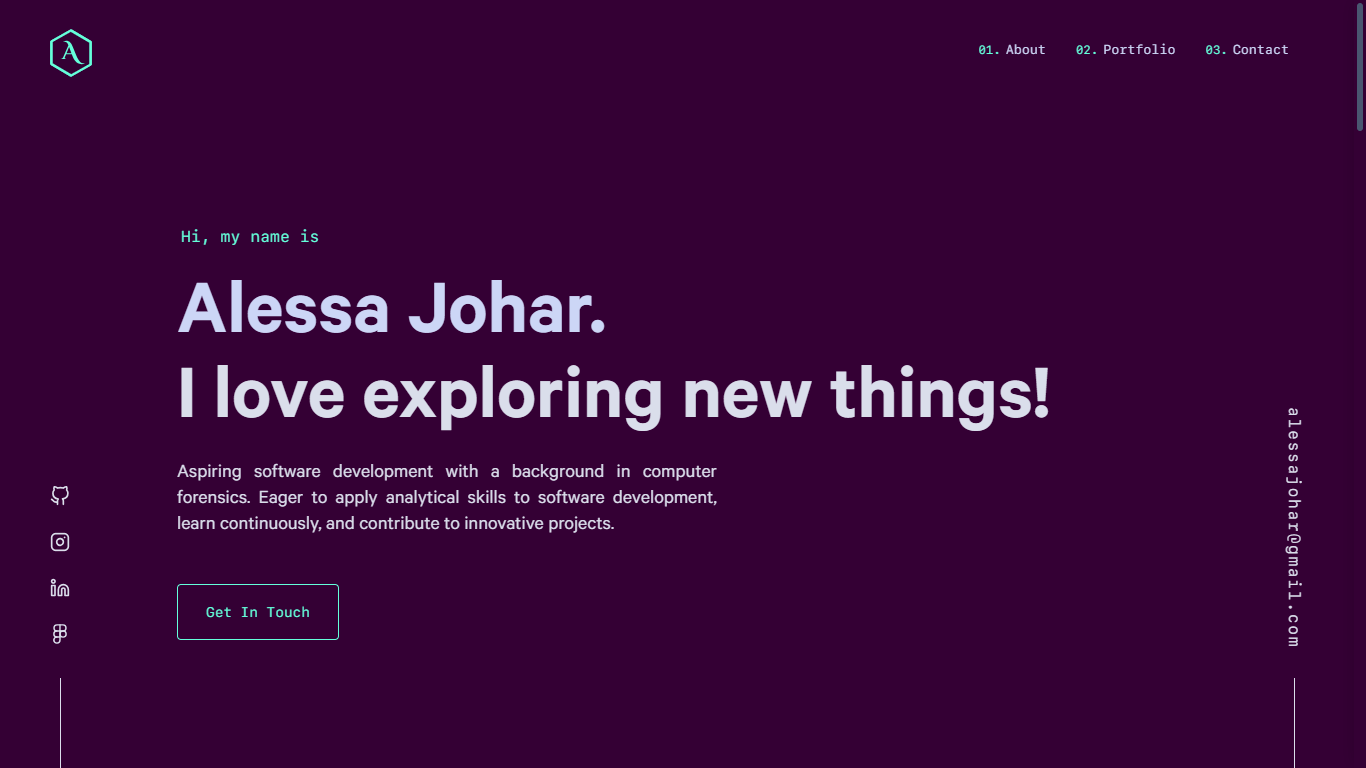 A
01. About 02. Portfolio 03. Contact
Hi, my name is
Alessa Johar.
I love exploring new things!
Aspiring software development with a background in computer
forensics. Eager to apply analytical skills to software development,
learn continuously, and contribute to innovative projects.
Get In Touch
alessajohar@gmail.com